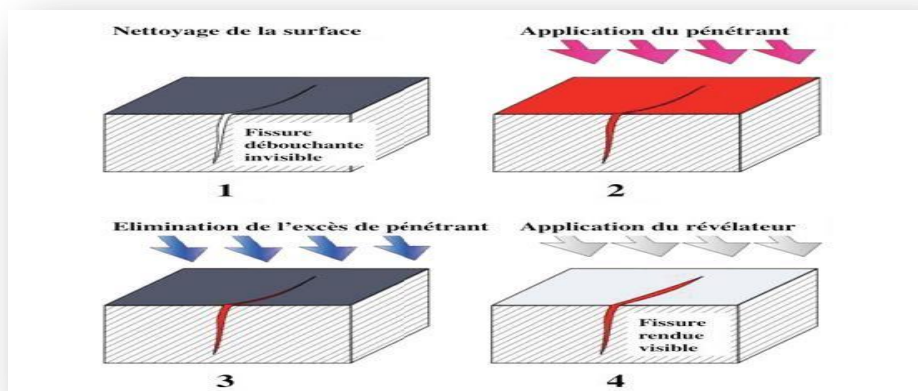 Nettoyage de la surface
Fissure
débouchante
invisible
1
Application du pénétrant
2
Elimination de l'excès de pénétrant
3
Application du révélateur
Fissure
rendue
visible
4